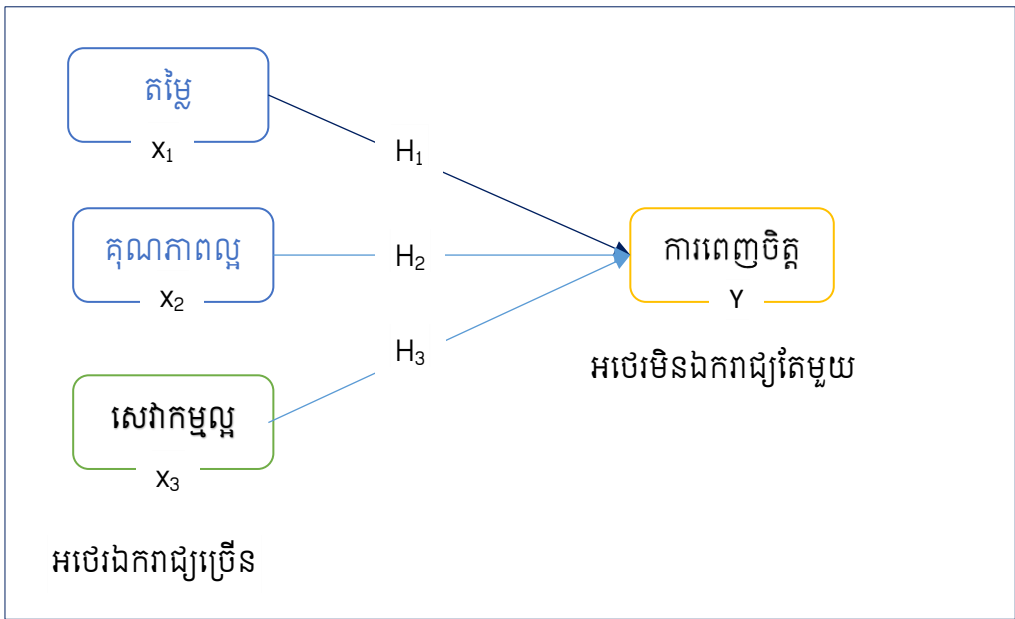 តម្លៃ
X₁
H₁
គុណភាពល្អ
X₂
H₂
ការពេញចិត្ត
Y
H₃
អថេរមិនឯករាជ្យតែមួយ
សេវាកម្មល្អ
X₃
អថេរឯករាជ្យច្រើន